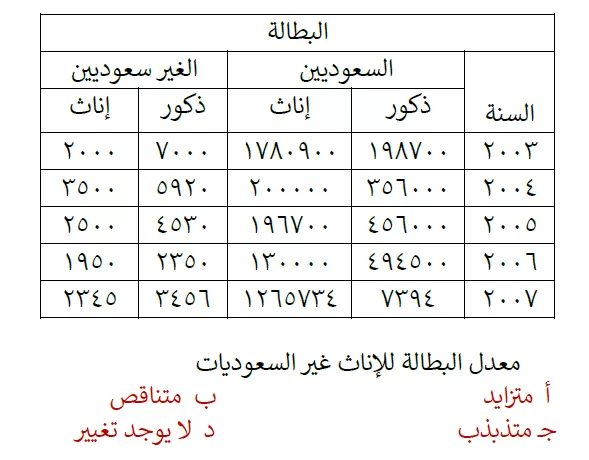 البطالة
السعوديين الغير سعوديين
السنة ذكور إناث ذكور إناث
٢٠٠٣ ١٩٨٧٠٠ ١٧٨٠٩٠٠ ٧٠٠٠ ٢٠٠٠
٢٠٠٤ ٣٥٦٠٠٠ ٢٠٠٠٠٠ ٥٩٢٠ ٣٥٠٠
٢٠٠٥ ٤٥٦٠٠٠ ١٩٦٧٠٠ ٤٥٣٠ ٢٥٠٠
٢٠٠٦ ٤٩٤٥٠٠ ١٣٠٠٠٠ ٢٣٥٠ ١٩٥٠
٢٠٠٧ ٧٣٩٤ ١٢٦٥٧٣٤ ٣٤٥٦ ٢٣٤٥
معدل البطالة للإناث غير السعوديات
أ متزايد ب متناقص
جـ متذبذب د لا يوجد تغيير